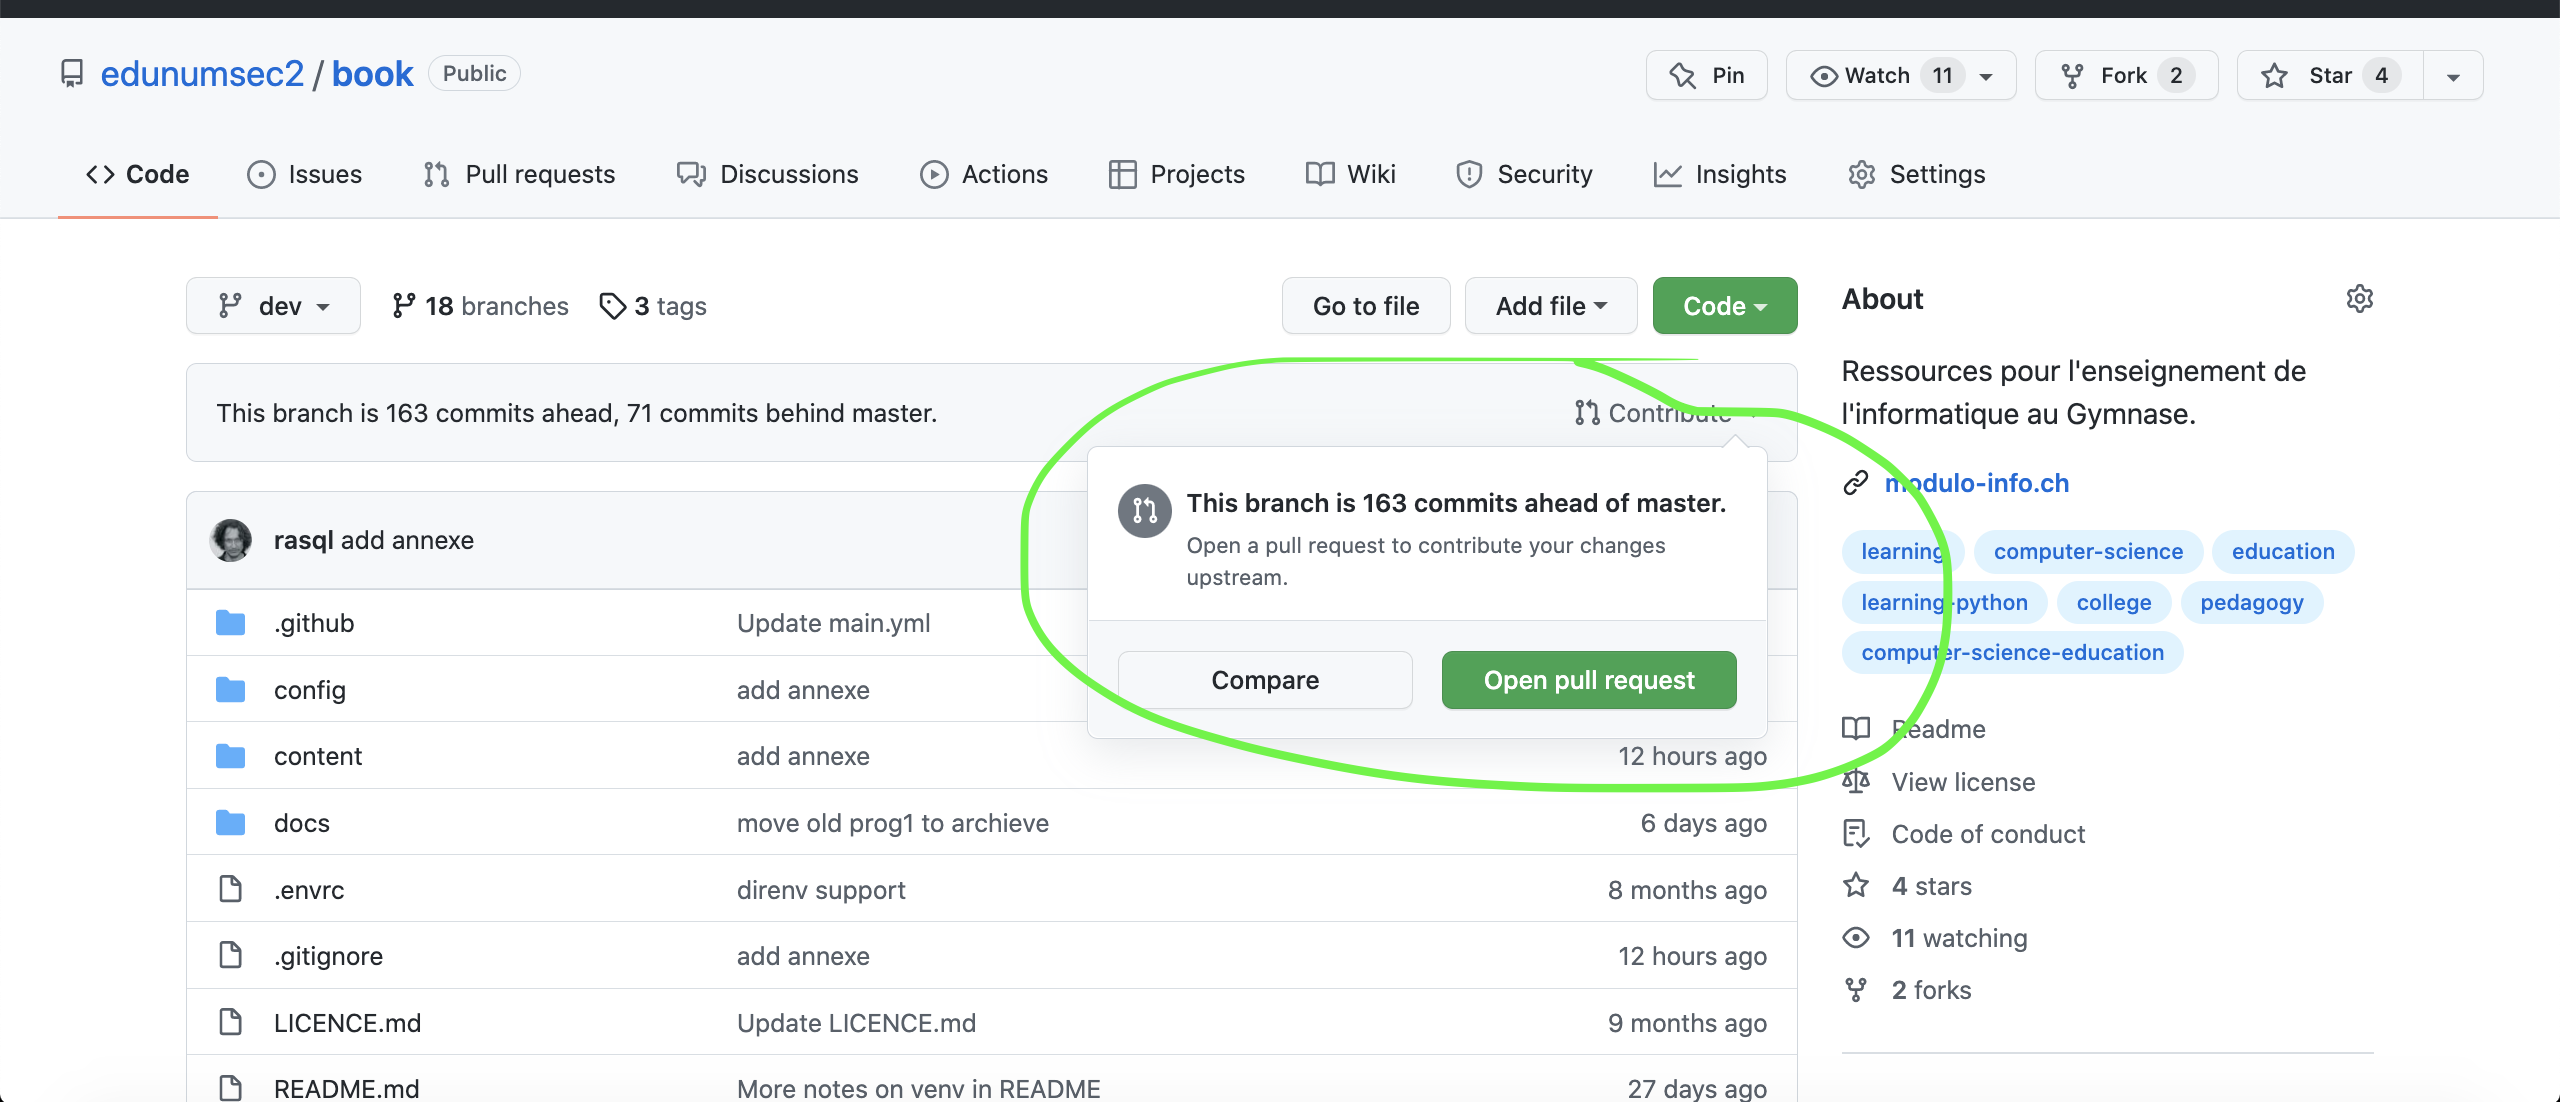 edunumsec2 / book Public
Pin
Watch 11
Fork 2
Star 4
Code
Issues
Pull requests
Discussions
Actions
Projects
Wiki
Security
Insights
Settings
dev
18 branches
3 tags
Go to file
Add file
Code
This branch is 163 commits ahead, 71 commits behind master.
Contribute
This branch is 163 commits ahead of master.
Open a pull request to contribute your changes
upstream.
Compare
Open pull request
rasql add annexe
.github Update main.yml
config add annexe
content add annexe 12 hours ago
docs move old prog1 to archieve 6 days ago
.envrc direnv support 8 months ago
.gitignore add annexe 12 hours ago
LICENCE.md Update LICENCE.md 9 months ago
README.md More notes on venv in README 27 days ago
About
Ressources pour l'enseignement de
l'informatique au Gymnase.
modulo-info.ch
learning computer-science education
learning-python college pedagogy
computer-science-education
Readme
View license
Code of conduct
4 stars
11 watching
2 forks